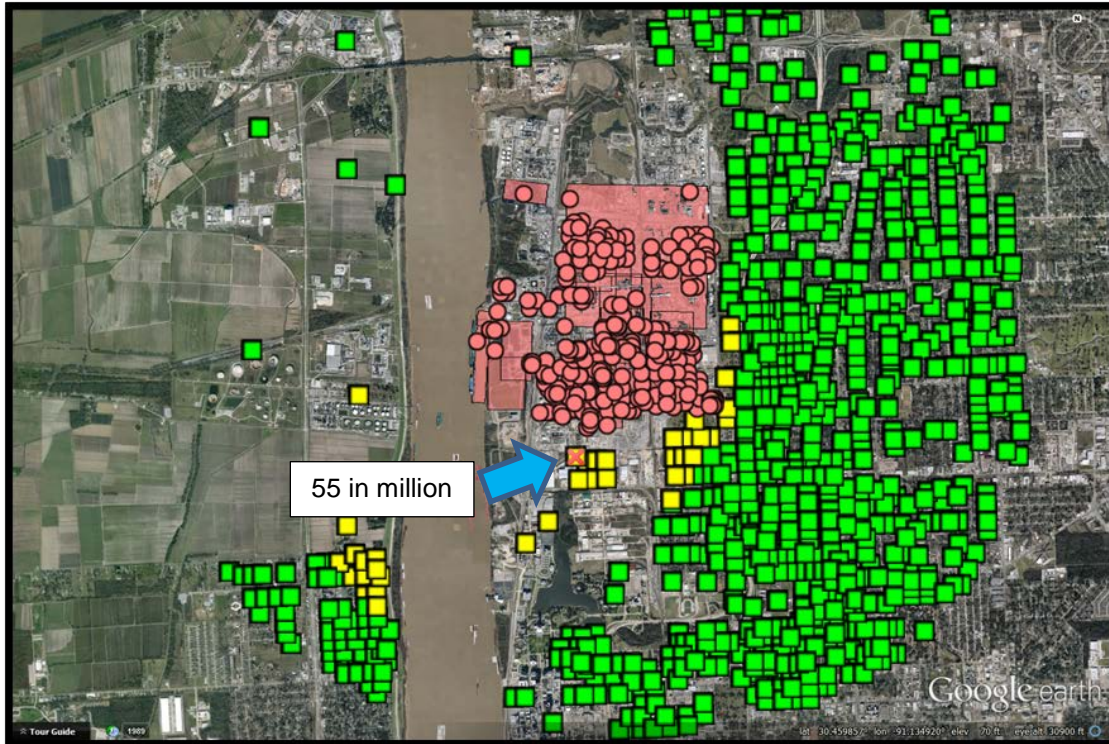 N
55 in million
Google earth
Tour Guide
1989
lat 30.459857° lon -91.134920° elev 70 ft eye alt 30900 ft